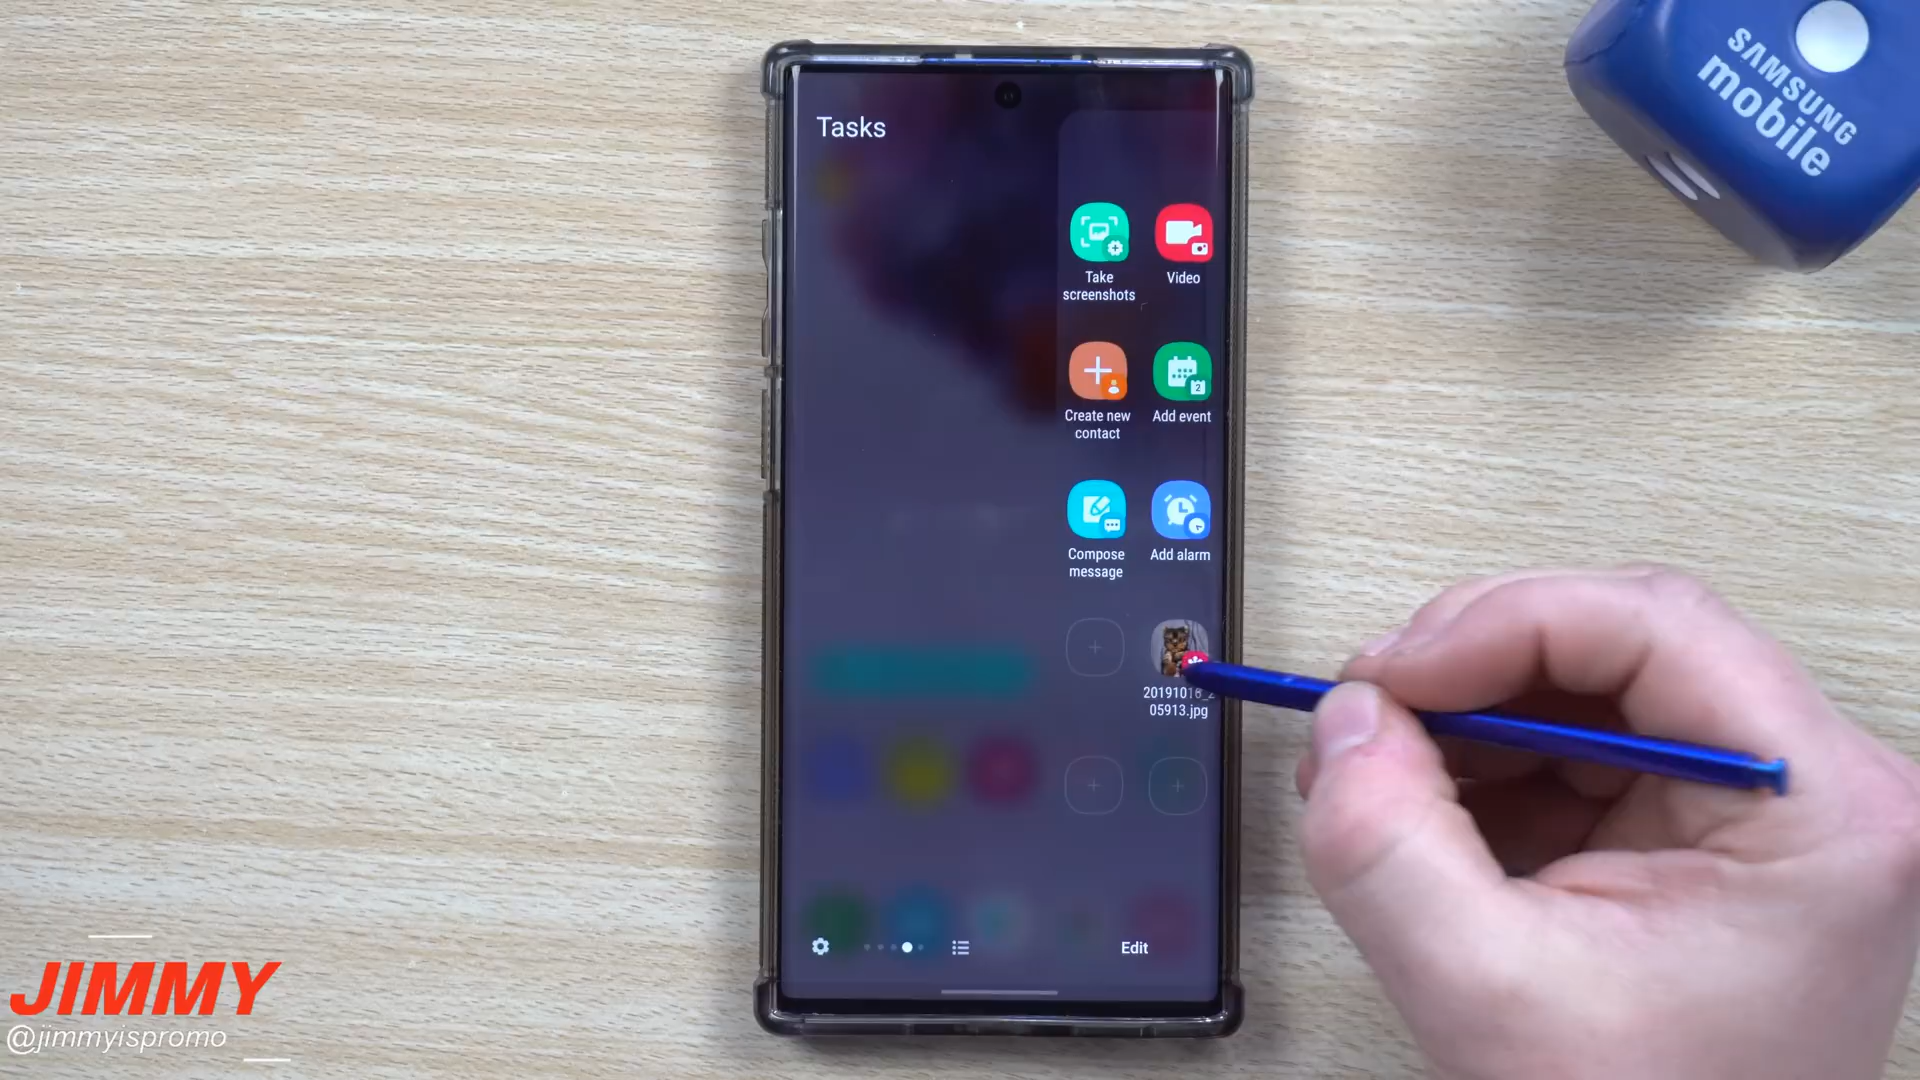 SAMSUNG
mobile
Tasks
Take
screenshots
Video
Create new
contact
Add event
2
Compose
message
Add alarm
20191016_2
05913.jpg
Edit
JIMMY
@jimmyispromo